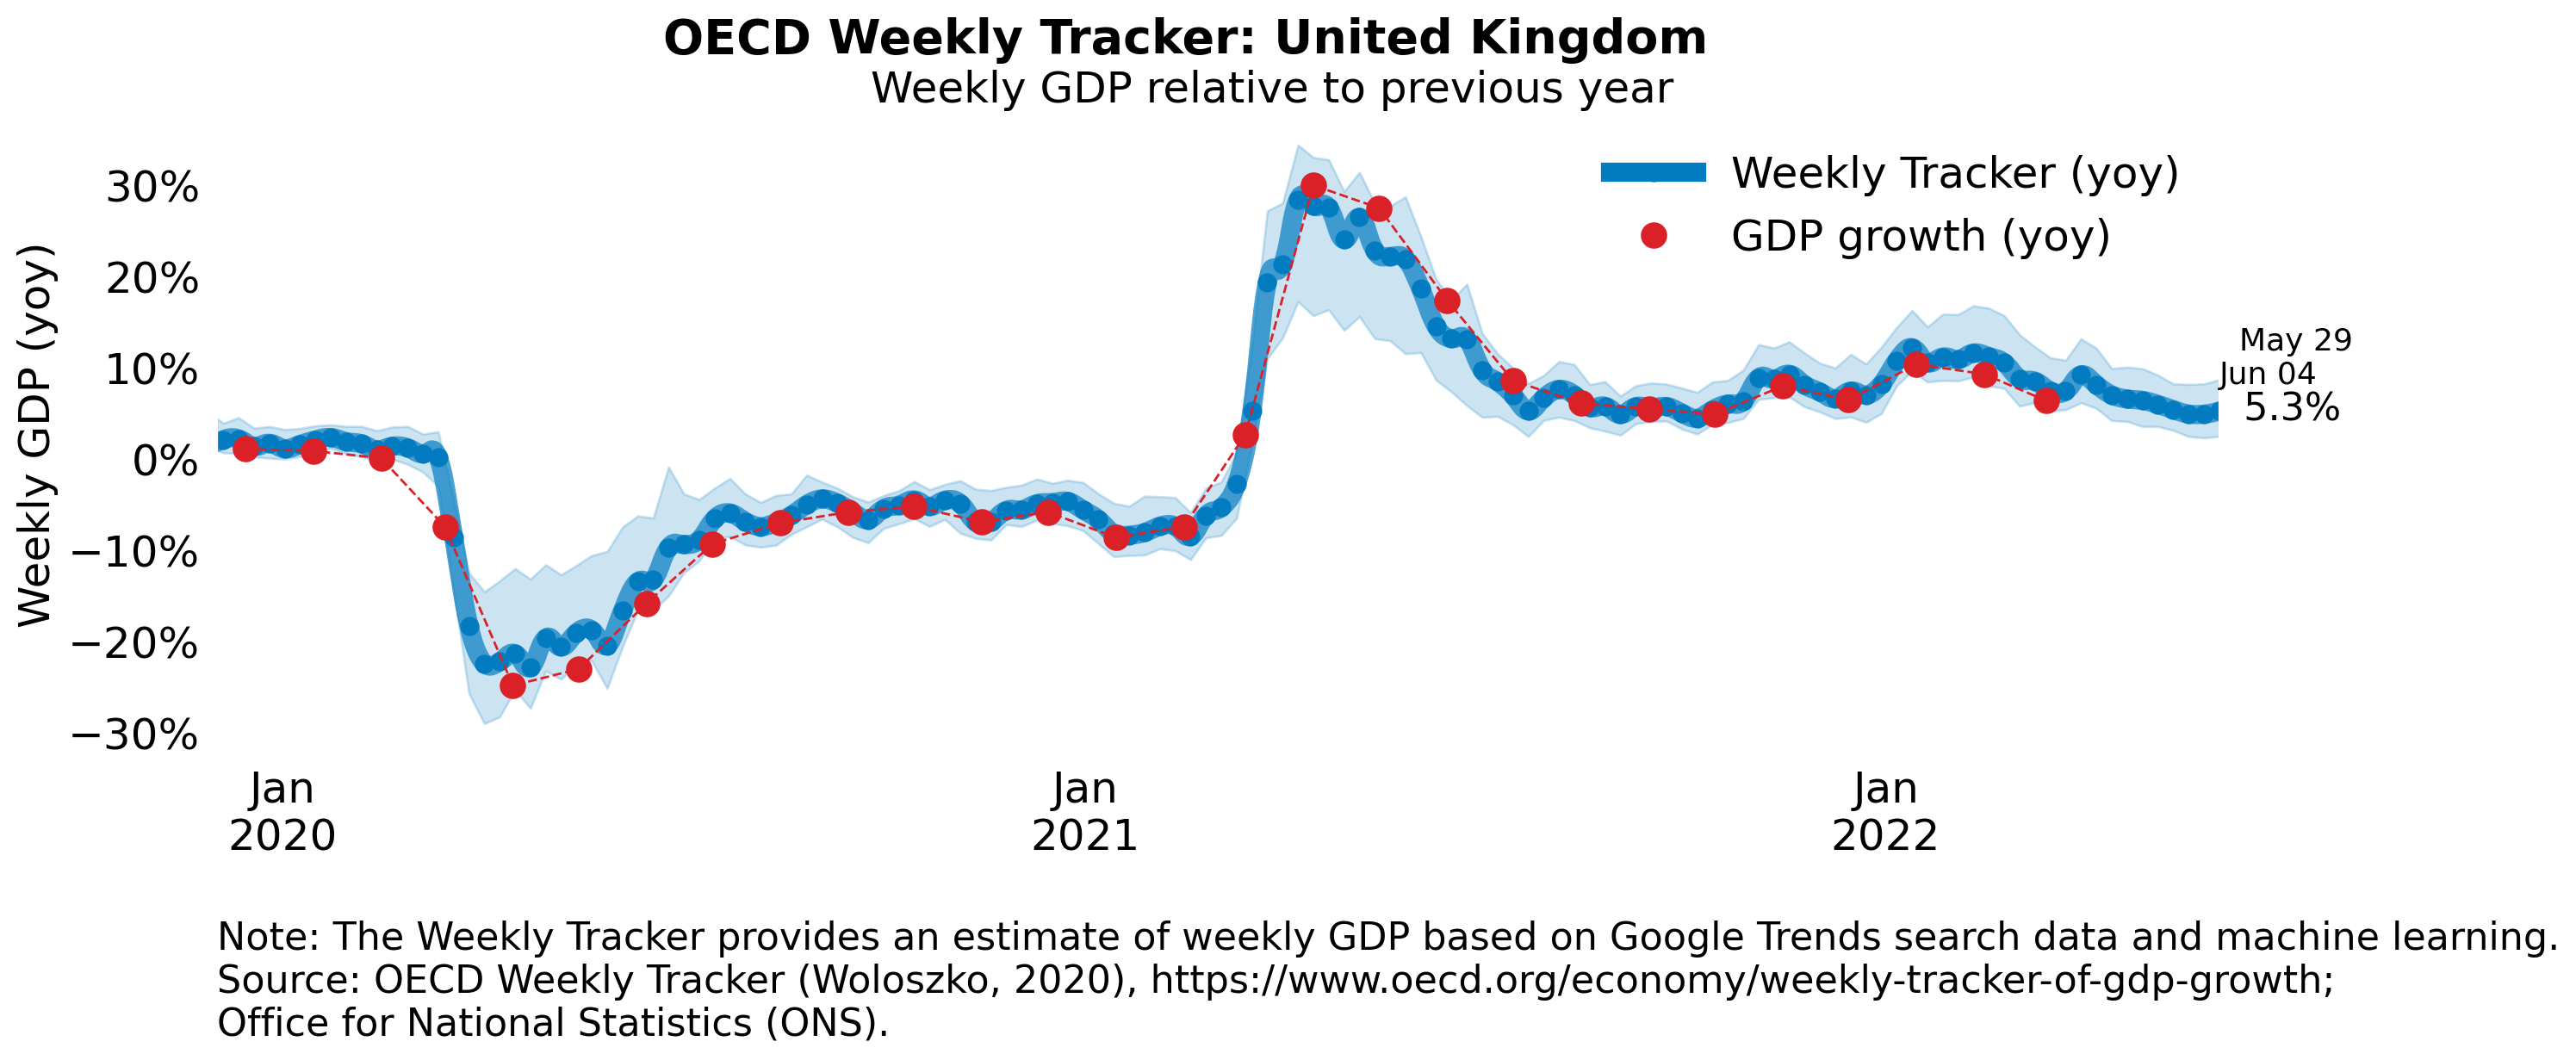 OECD Weekly Tracker: United Kingdom
Weekly GDP relative to previous year
Weekly GDP (yoy)
30%
20%
10%
0%
−10%
−20%
−30%
Weekly Tracker (yoy)
GDP growth (yoy)
May 29
Jun 04
5.3%
Jan
2020
Jan
2021
Jan
2022
Note: The Weekly Tracker provides an estimate of weekly GDP based on Google Trends search data and machine learning.
Source: OECD Weekly Tracker (Woloszko, 2020), https://www.oecd.org/economy/weekly-tracker-of-gdp-growth;
Office for National Statistics (ONS).